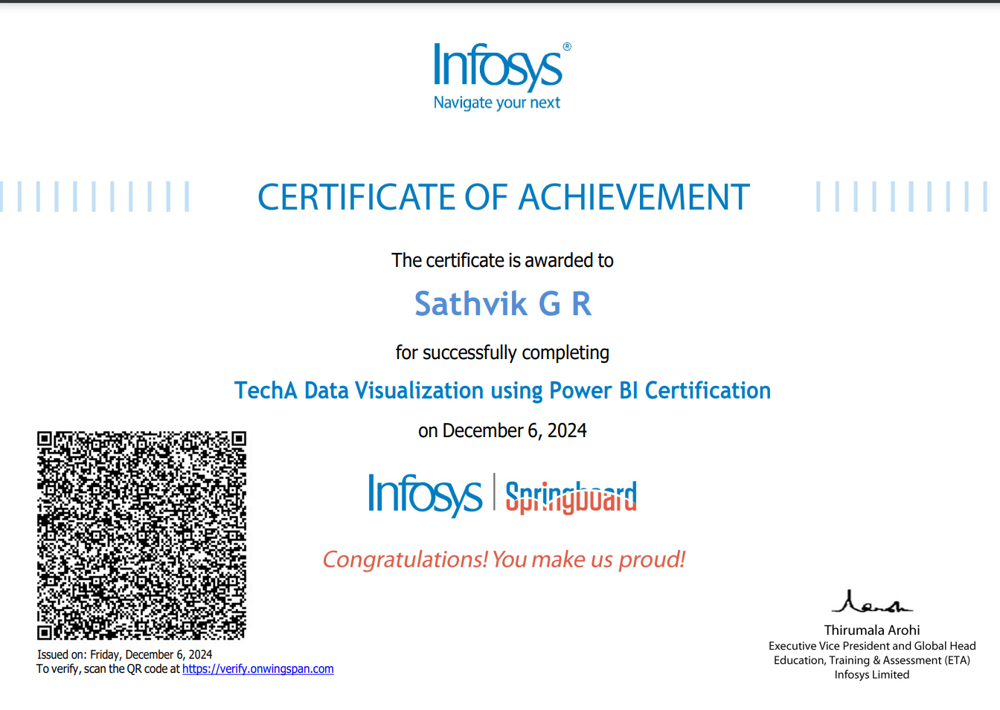 Infosys®
Navigate your next
CERTIFICATE OF ACHIEVEMENT
The certificate is awarded to
Sathvik G R
for successfully completing
TechA Data Visualization using Power BI Certification
on December 6, 2024
Infosys | Springboard
Congratulations! You make us proud!
Issued on: Friday, December 6, 2024
To verify, scan the QR code at https://verify.onwingspan.com
Thirumala Arohi
Executive Vice President and Global Head
Education, Training & Assessment (ETA)
Infosys Limited